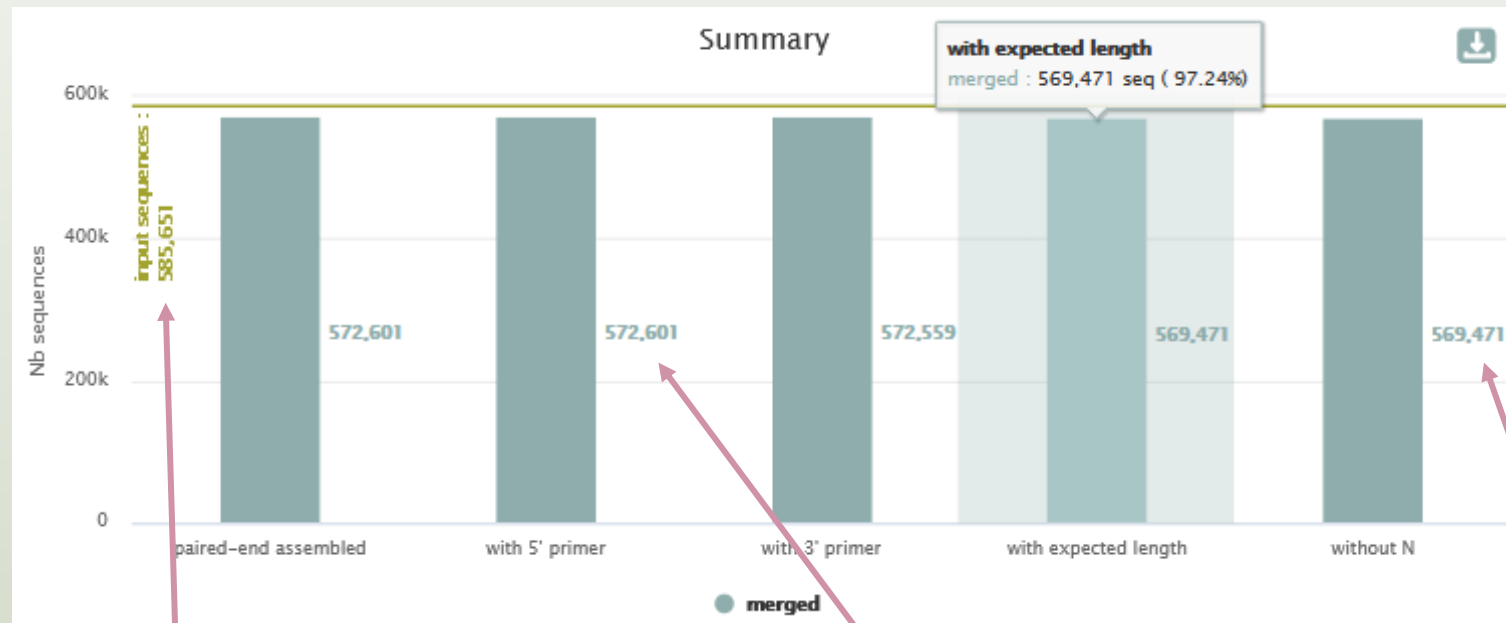 Summary
with expected length
merged : 569,471 seq ( 97.24%)
600k
400k
200k
0
Nb sequences
input sequences :
585,651
572,601
572,601
572,559
569,471
569,471
paired-end assembled
with 5' primer
with 3' primer
with expected length
without N
merged